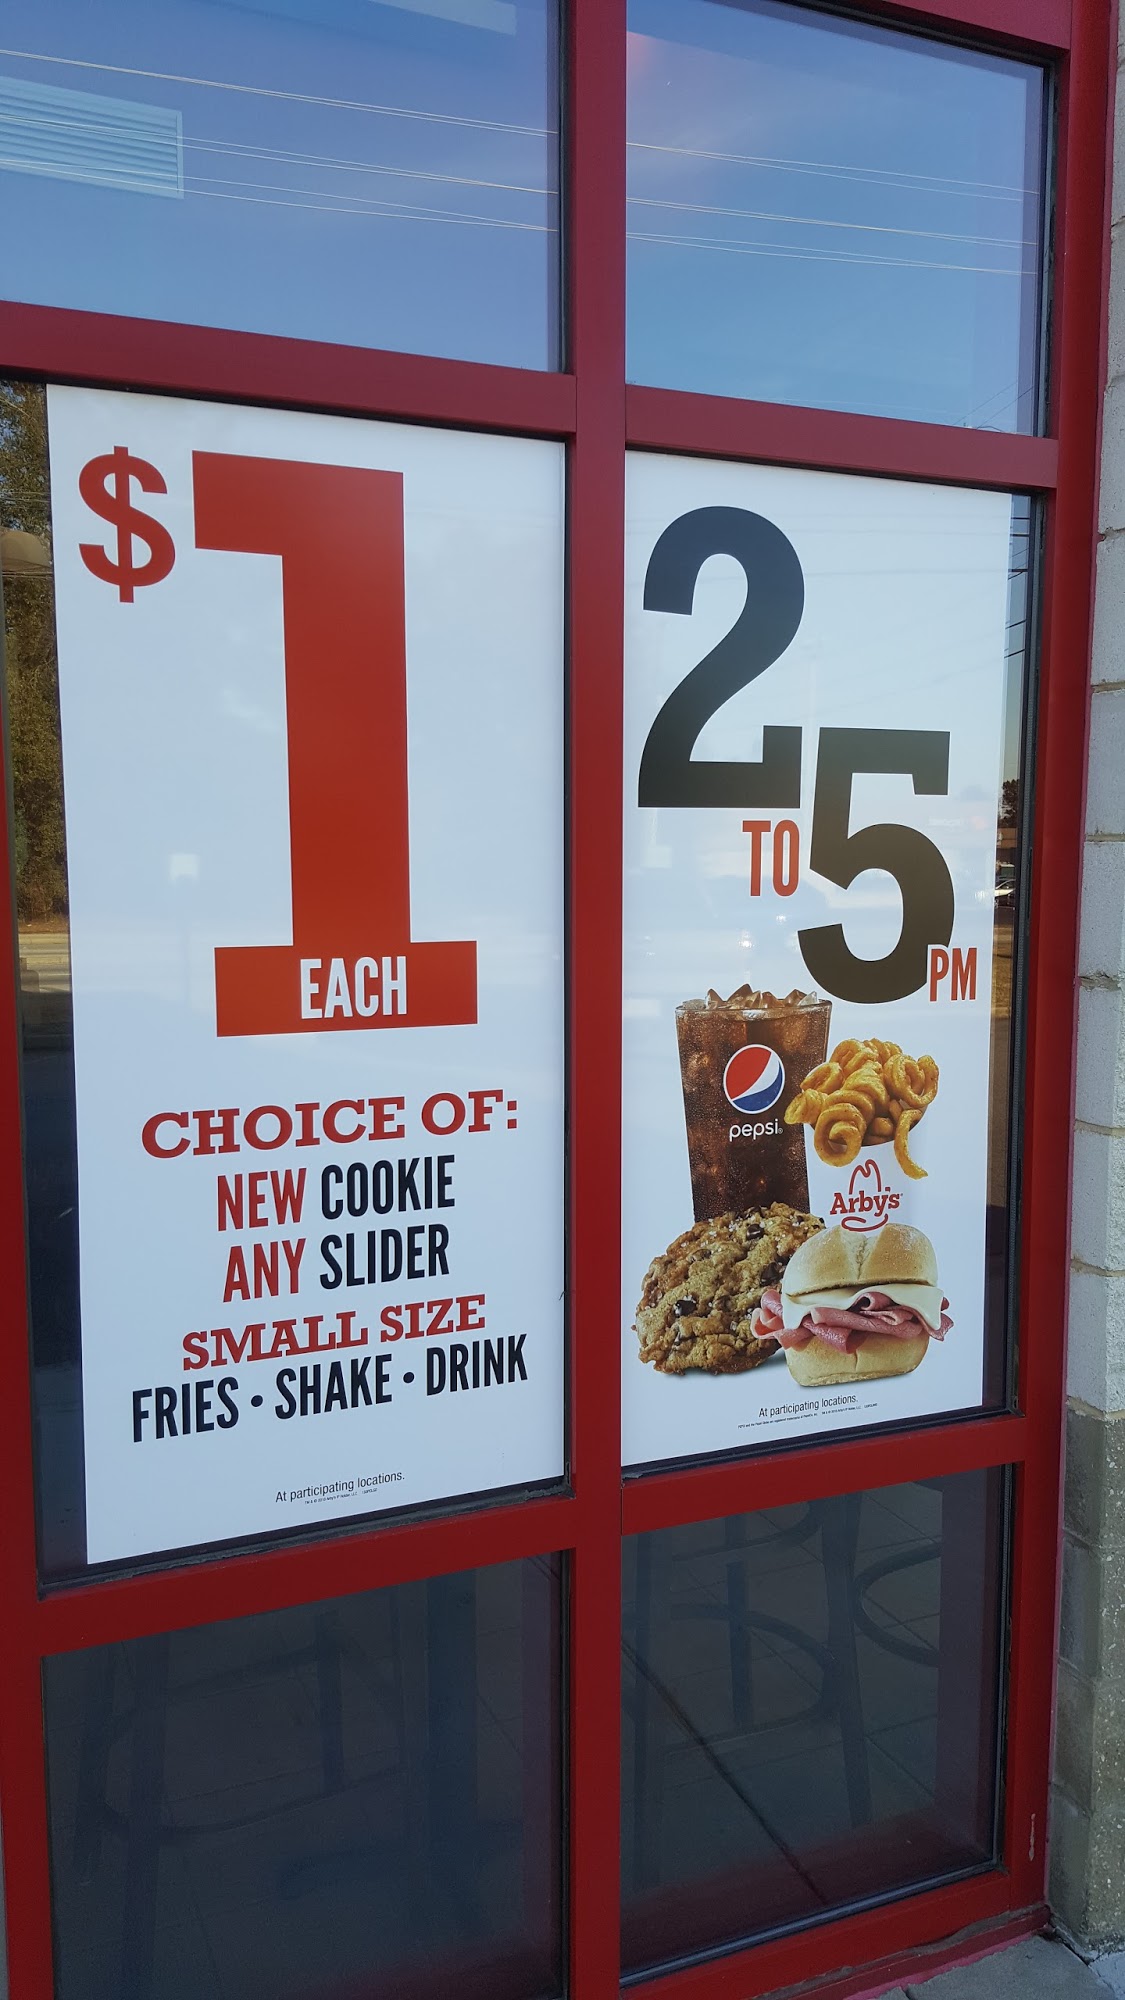 $1
EACH
CHOICE OF:
NEW COOKIE
ANY SLIDER
SMALL SIZE
FRIES • SHAKE • DRINK
At participating locations.
2
TO 5
PM
pepsi
Arby's
At participating locations.